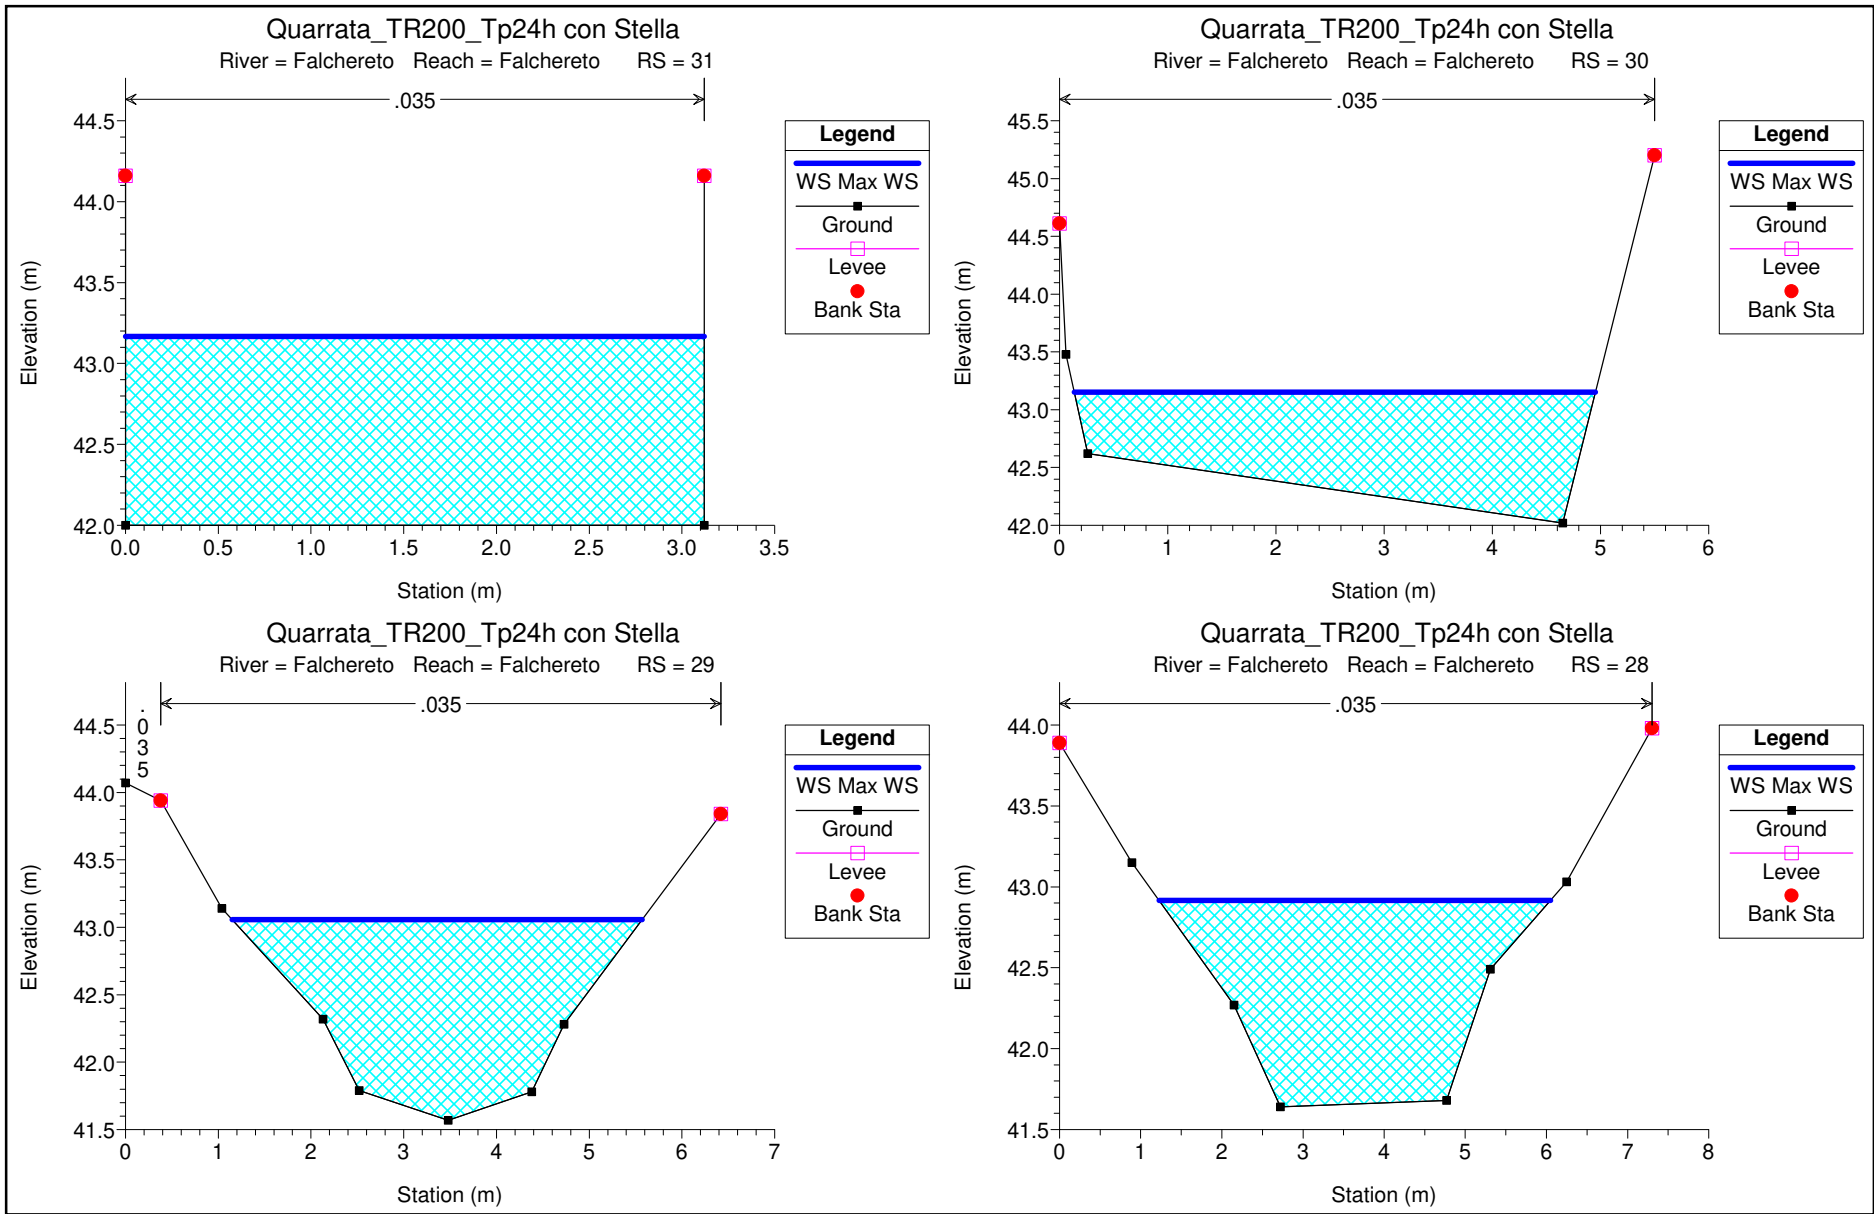 Quarrata_TR200_Tp24h con Stella
River = Falchereto Reach = Falchereto RS = 31
.035
44.5
44.0
43.5
43.0
42.5
42.0
Elevation (m)
0.0 0.5 1.0 1.5 2.0 2.5 3.0 3.5
Station (m)
Legend
WS Max WS
Ground
Levee
Bank Sta
Quarrata_TR200_Tp24h con Stella
River = Falchereto Reach = Falchereto RS = 30
.035
45.5
45.0
44.5
44.0
43.5
43.0
42.5
42.0
Elevation (m)
0 1 2 3 4 5 6
Station (m)
Legend
WS Max WS
Ground
Levee
Bank Sta
Quarrata_TR200_Tp24h con Stella
River = Falchereto Reach = Falchereto RS = 29
.035
.035
44.5
44.0
43.5
43.0
42.5
42.0
41.5
Elevation (m)
0 1 2 3 4 5 6 7
Station (m)
Legend
WS Max WS
Ground
Levee
Bank Sta
Quarrata_TR200_Tp24h con Stella
River = Falchereto Reach = Falchereto RS = 28
.035
44.0
43.5
43.0
42.5
42.0
41.5
Elevation (m)
0 1 2 3 4 5 6 7 8
Station (m)
Legend
WS Max WS
Ground
Levee
Bank Sta